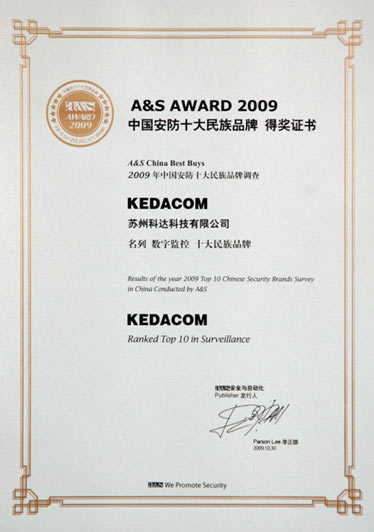 A&S
AWARD
2009
A&S AWARD 2009
中国安防十大民族品牌 得奖证书
A&S China Best Buys
2009 年中国安防十大民族品牌调查
KEDACOM
苏州科达科技有限公司
名列 数字监控 十大民族品牌
Results of the year 2009 Top 10 Chinese Security Brands Survey
in China Conducted by A&S
KEDACOM
Ranked Top 10 in Surveillance
A&S安全与自动化
Publisher 发行人
Parson Lee 李正雄
2009.10.30
A&S We Promote Security